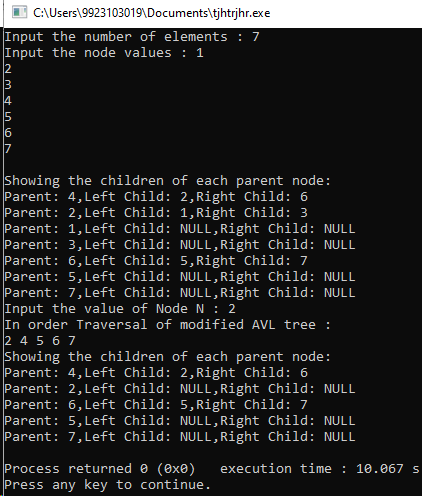 C:\Users\9923103019\Documents\tjhtrjhr.exe
Input the number of elements : 7
Input the node values : 1
2
3
4
5
6
7
Showing the children of each parent node:
Parent: 4,Left Child: 2,Right Child: 6
Parent: 2,Left Child: 1,Right Child: 3
Parent: 1,Left Child: NULL,Right Child: NULL
Parent: 3,Left Child: NULL,Right Child: NULL
Parent: 6,Left Child: 5,Right Child: 7
Parent: 5,Left Child: NULL,Right Child: NULL
Parent: 7,Left Child: NULL,Right Child: NULL
Input the value of Node N : 2
In order Traversal of modified AVL tree :
2 4 5 6 7
Showing the children of each parent node:
Parent: 4,Left Child: 2,Right Child: 6
Parent: 2,Left Child: NULL,Right Child: NULL
Parent: 6,Left Child: 5,Right Child: 7
Parent: 5,Left Child: NULL,Right Child: NULL
Parent: 7,Left Child: NULL,Right Child: NULL
Process returned 0 (0x0)   execution time : 10.067 s
Press any key to continue.